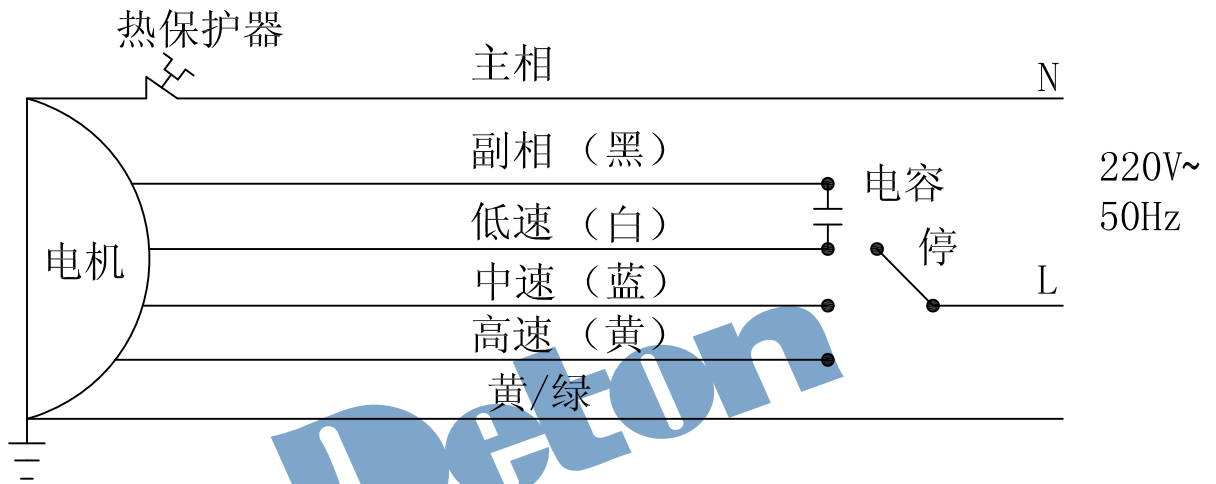 热保护器
主相
N
副相（黑）
电容
220V~
50Hz
低速（白）
停
电机
中速（蓝）
L
高速（黄）
黄/绿
Deton